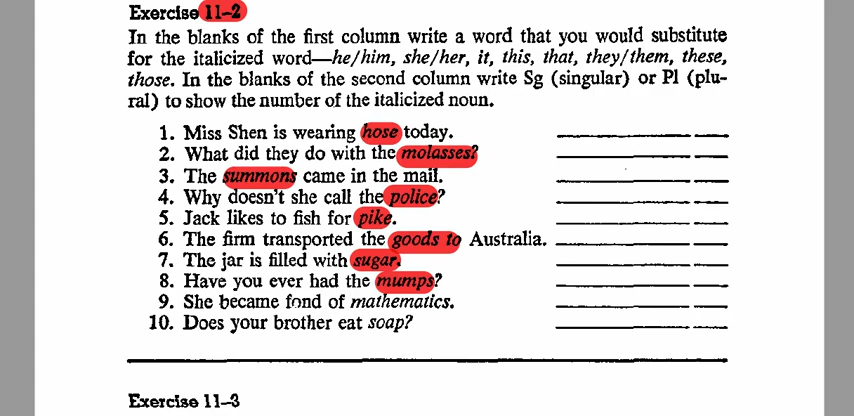 Exercise 11–2
In the blanks of the first column write a word that you would substitute
for the italicized word—he/him, she/her, it, this, that, they/them, these,
those. In the blanks of the second column write Sg (singular) or Pl (plu-
ral) to show the number of the italicized noun.
1. Miss Shen is wearing hose today.
2. What did they do with the molasses?
3. The summons came in the mail.
4. Why doesn't she call the police?
5. Jack likes to fish for pike.
6. The firm transported the goods to Australia.
7. The jar is filled with sugar.
8. Have you ever had the mumps?
9. She became fond of mathematics.
10. Does your brother eat soap?
Exercise 11–3